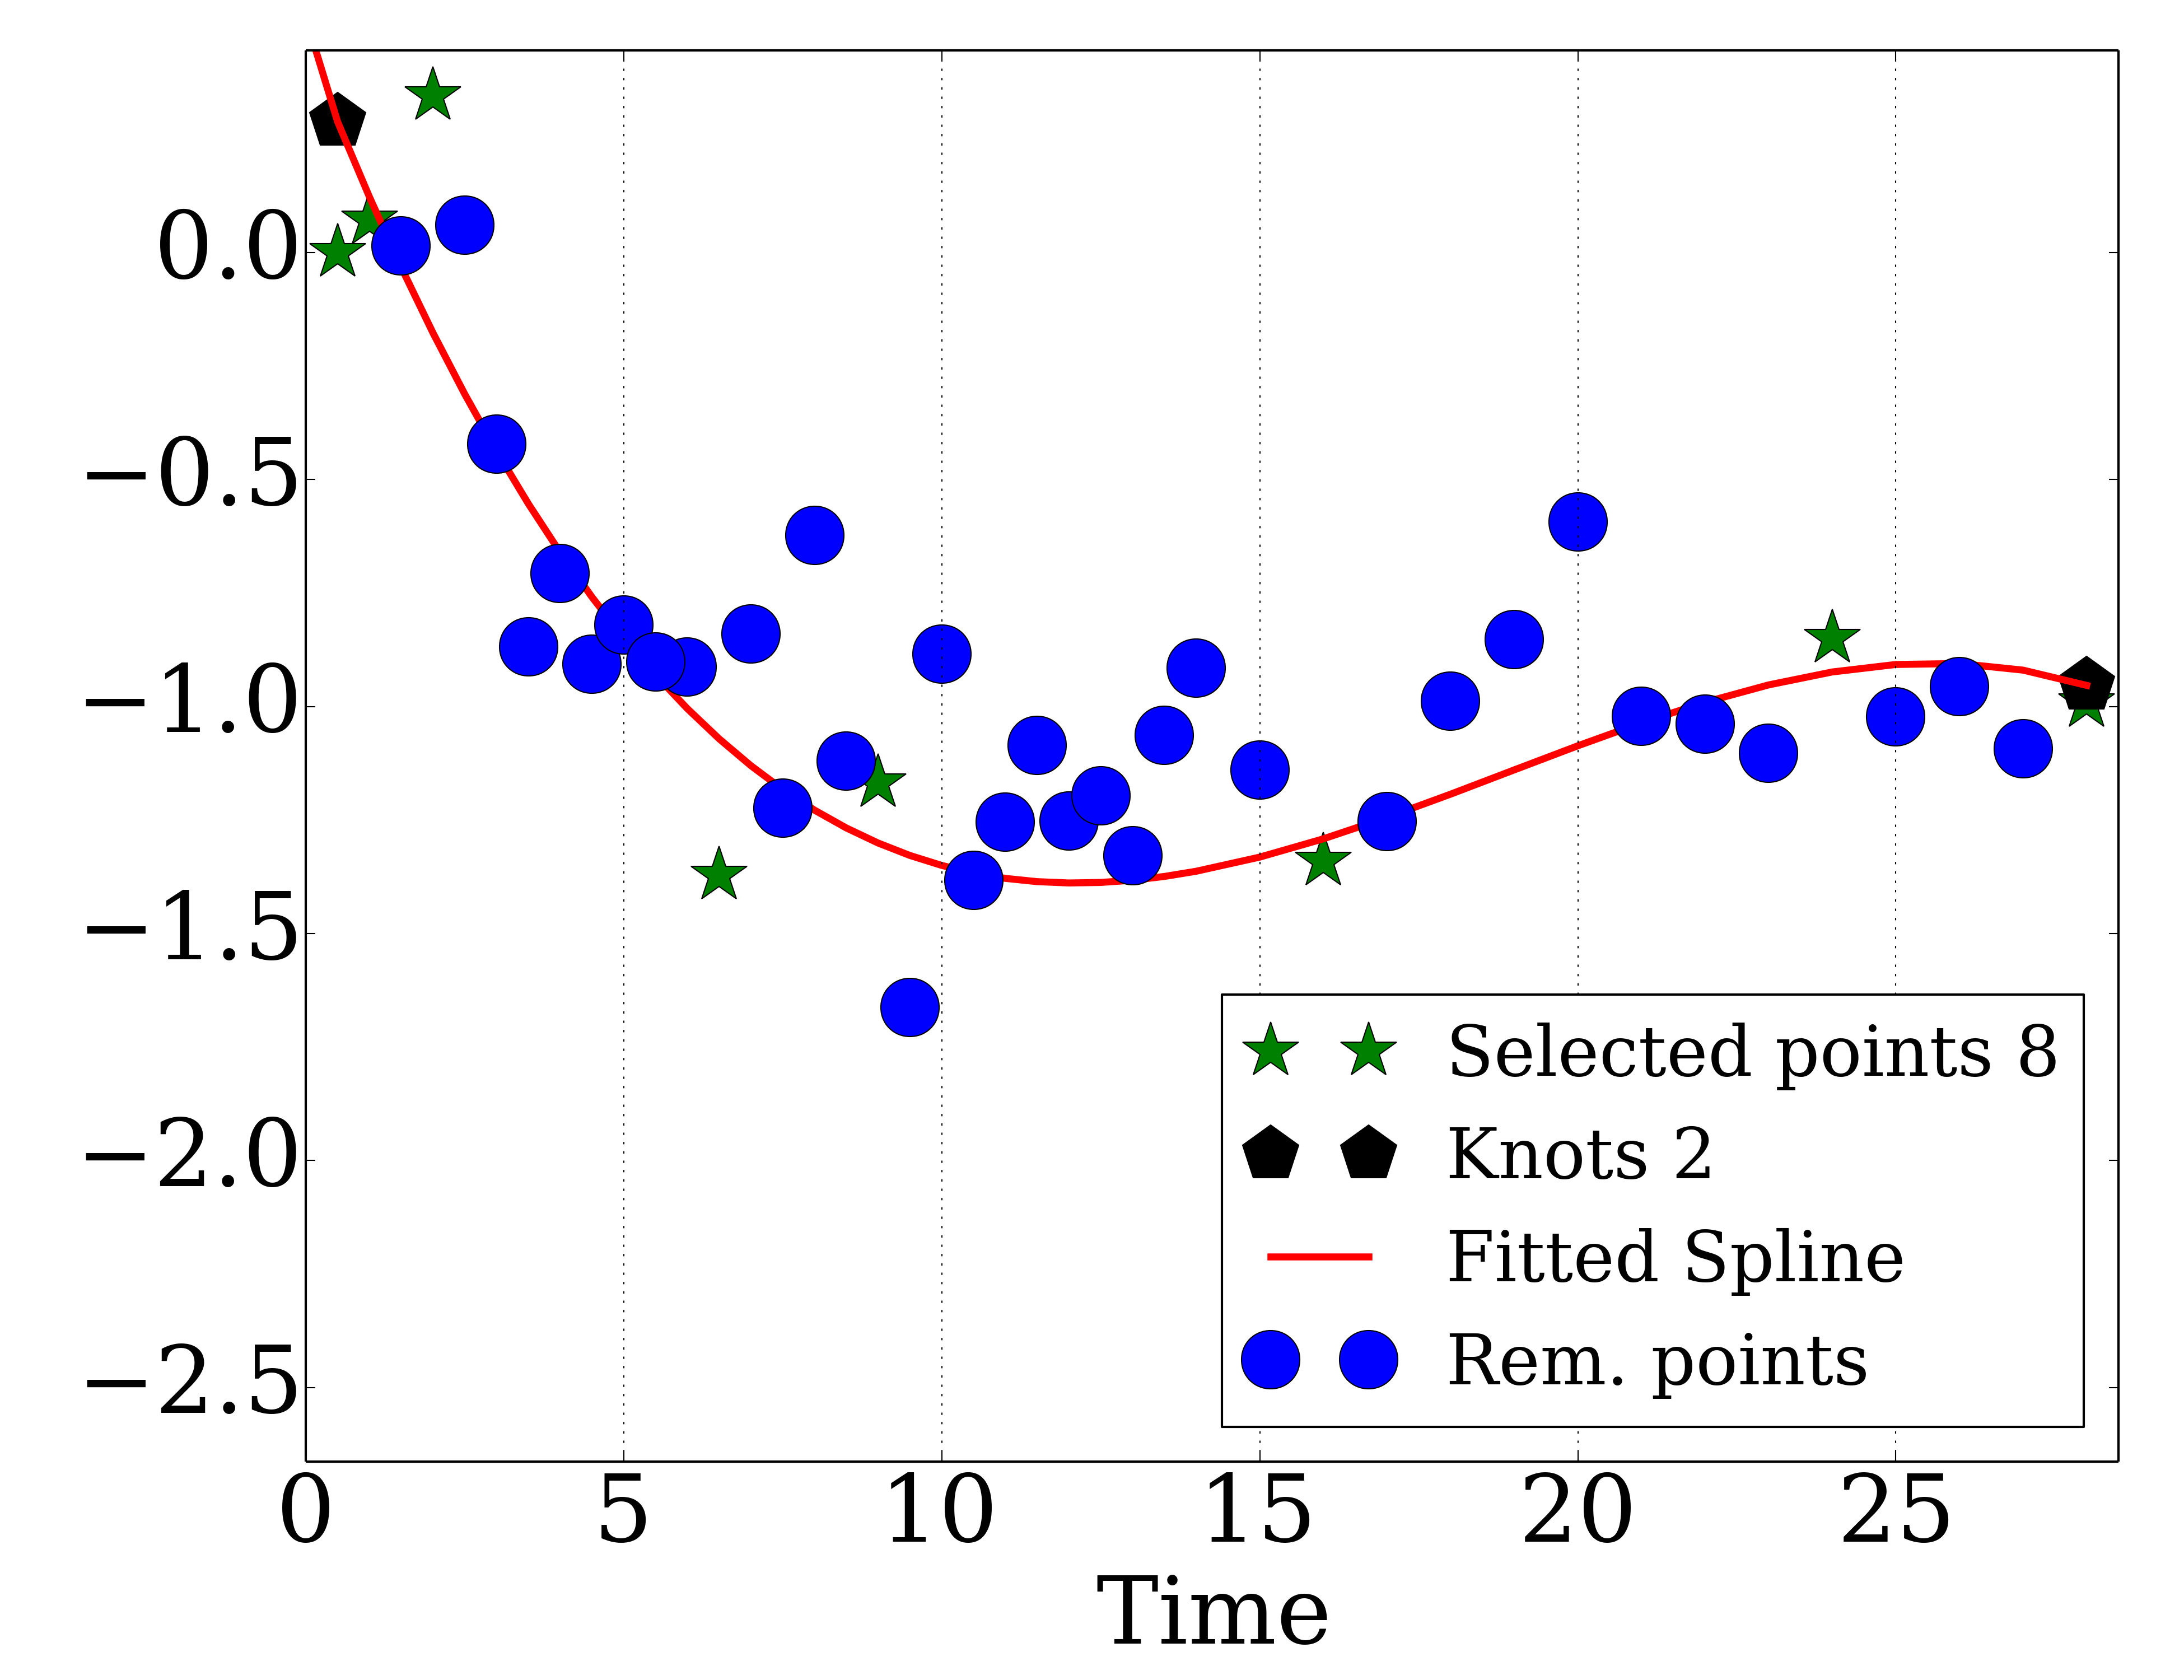 0.0
−0.5
−1.0
−1.5
−2.0
−2.5
0 5 10 15 20 25
Time
Selected points 8
Knots 2
Fitted Spline
Rem. points